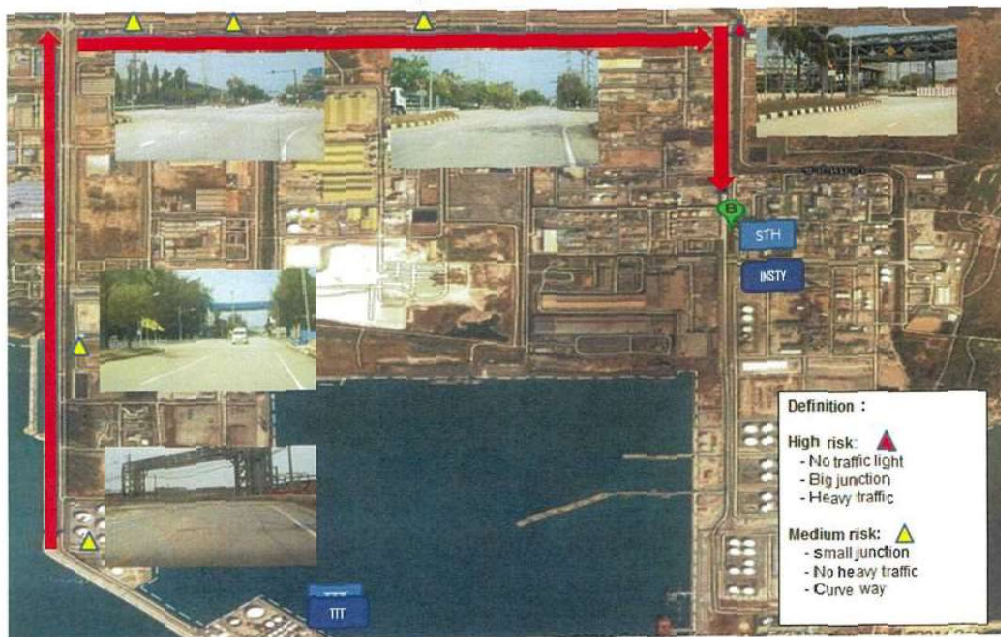 B
STH
INSTY
TTT
Definition :
High risk:
- No traffic light
- Big junction
- Heavy traffic
Medium risk:
- small junction
- No heavy traffic
- Curve way